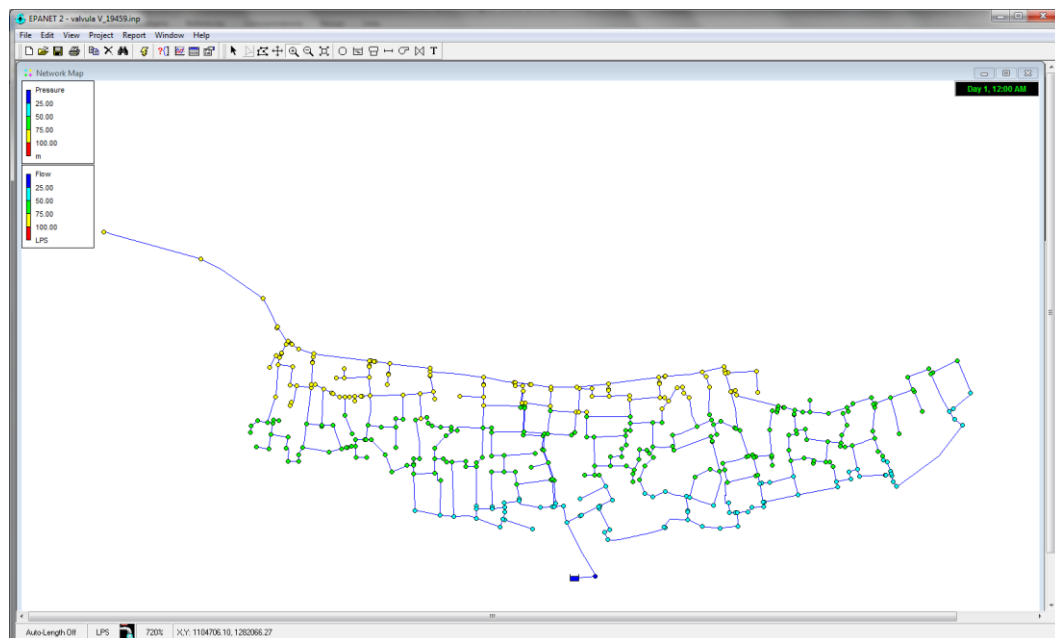 EPANET 2 - valvula V_19459.inp
File Edit View Project Report Window Help
T
Network Map
Day 1, 12:00 AM
Pressure
25.00
50.00
75.00
100.00
m
Flow
25.00
50.00
75.00
100.00
LPS
Auto-Length Off LPS 720% X,Y: 1104706.10, 1282066.27